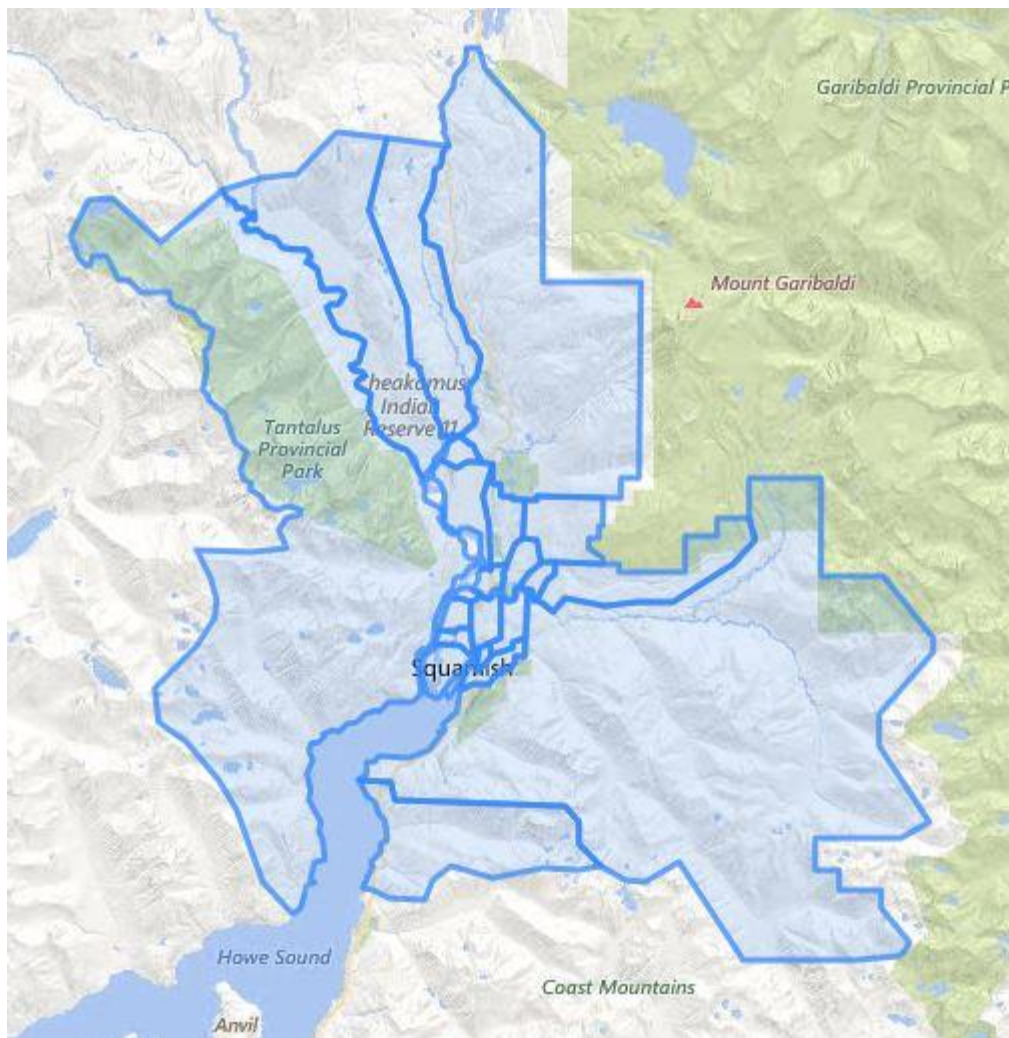 Garibaldi Provincial P
Mount Garibaldi
heakamus
Indian
Reserve 11
Tantalus
Provincial
Park
Squamish
Howe Sound
Coast Mountains
Anvil